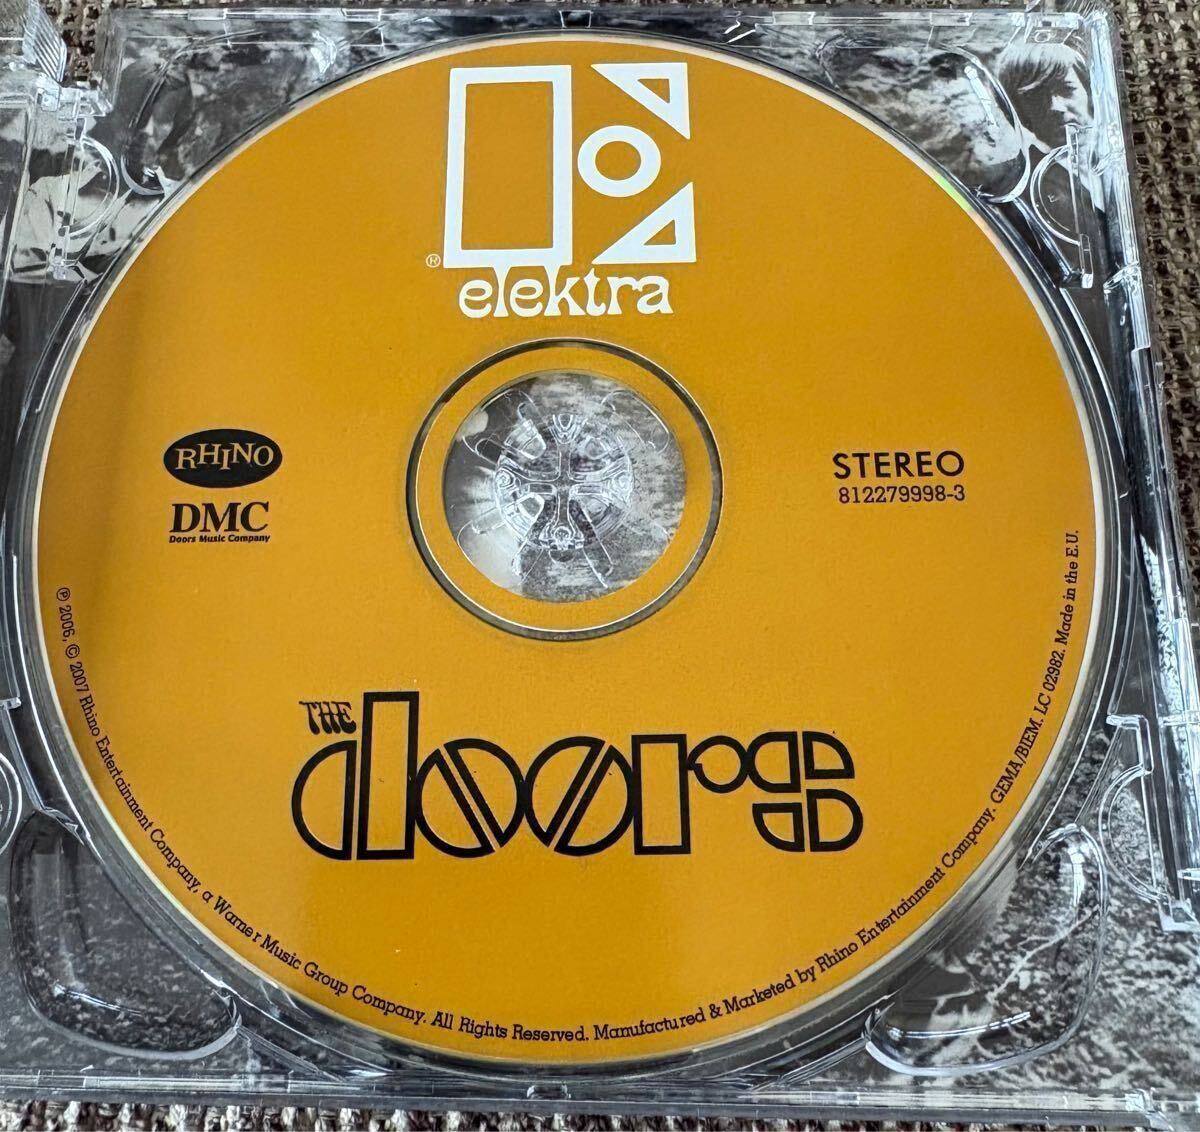 ®
elektra
RHINO
DMC
Doors Music Company
STEREO
812279998-3
THE
doors
℗ 2006, © 2007 Rhino Entertainment Company, a Warner Music Group Company. All Rights Reserved. Manufactured & Marketed by Rhino Entertainment Company. GEMA/BIEM. LC 02982. Made in the E.U.